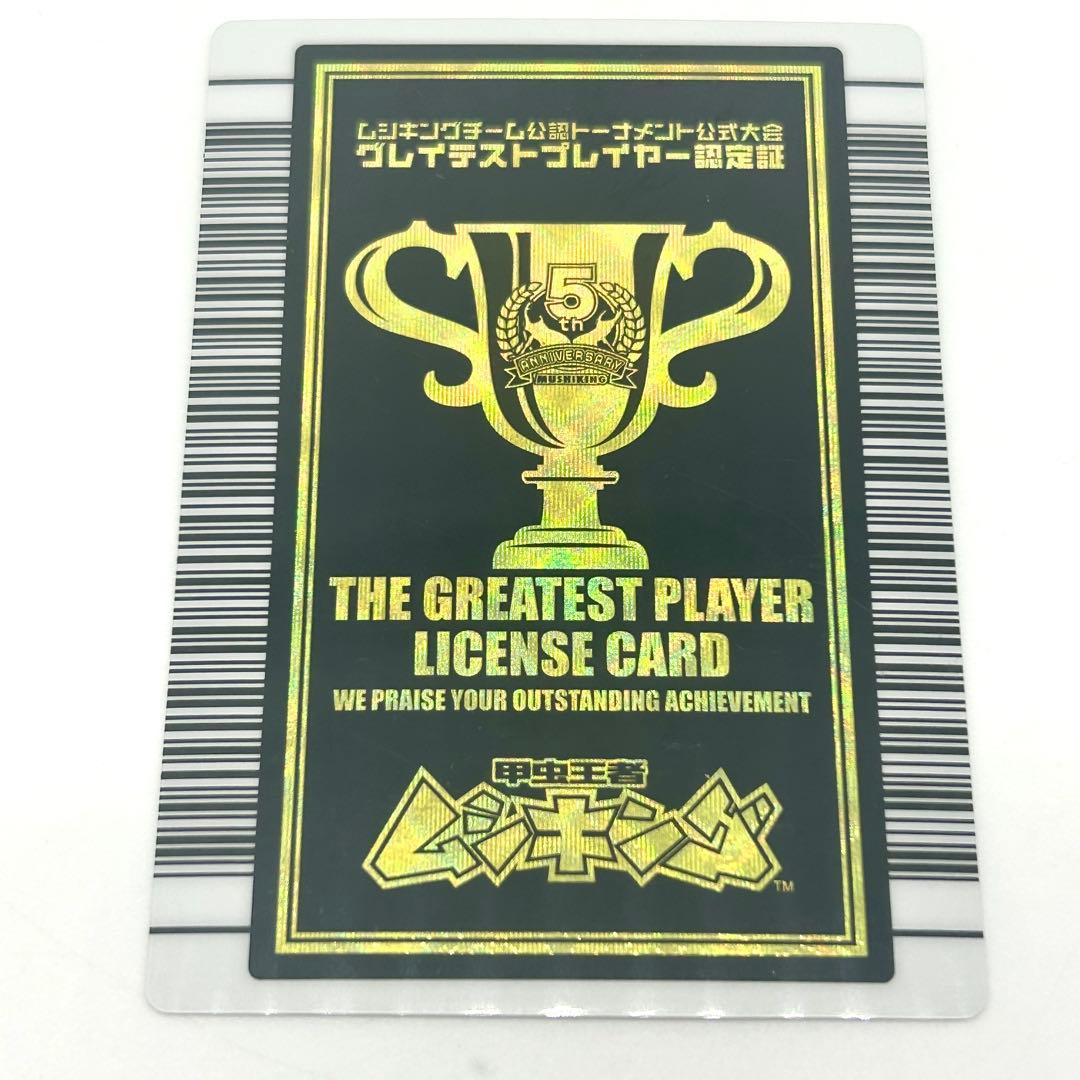 ムシキングチーム公認トーナメント公式大会
グレイテストプレイヤー認定証
5th
ANNIVERSARY
MUSHIKING
THE GREATEST PLAYER
LICENSE CARD
WE PRAISE YOUR OUTSTANDING ACHIEVEMENT
甲虫王者
ムシキング
TM